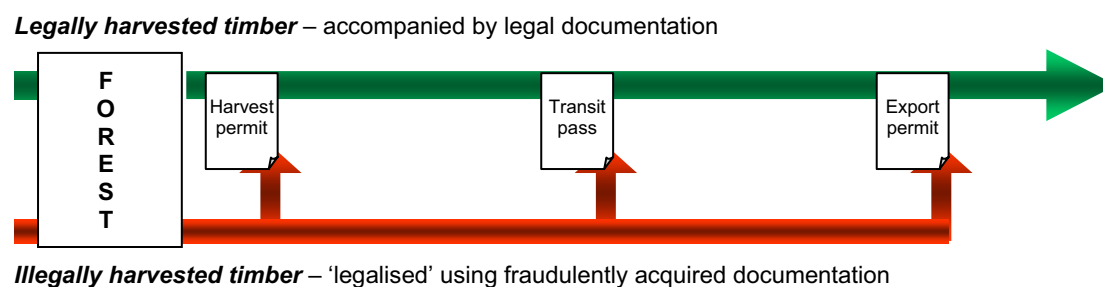 Legally harvested timber – accompanied by legal documentation
F
O
R
E
S
T
Harvest
permit
Transit
pass
Export
permit
Illegally harvested timber – ‘legalised’ using fraudulently acquired documentation